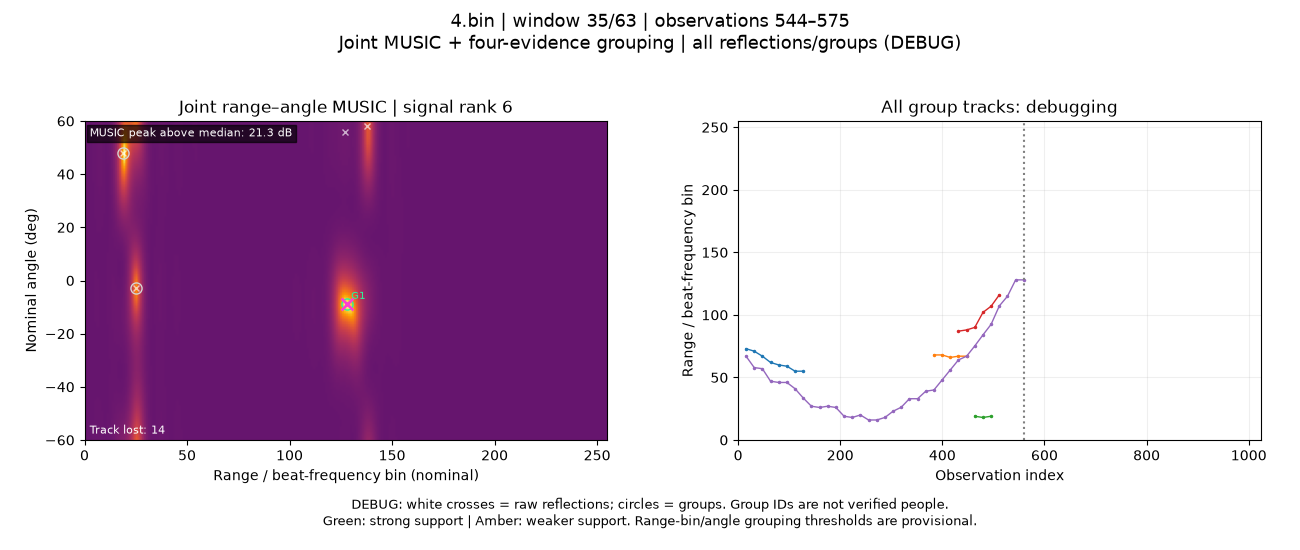 4.bin | window 35/63 | observations 544–575
Joint MUSIC + four-evidence grouping | all reflections/groups (DEBUG)
Joint range–angle MUSIC | signal rank 6
MUSIC peak above median: 21.3 dB
G1
Track lost: 14
60
40
20
0
−20
−40
−60
Nominal angle (deg)
0 50 100 150 200 250
Range / beat-frequency bin (nominal)
All group tracks: debugging
250
200
150
100
50
0
Range / beat-frequency bin
0 200 400 600 800 1000
Observation index
DEBUG: white crosses = raw reflections; circles = groups. Group IDs are not verified people.
Green: strong support | Amber: weaker support. Range-bin/angle grouping thresholds are provisional.